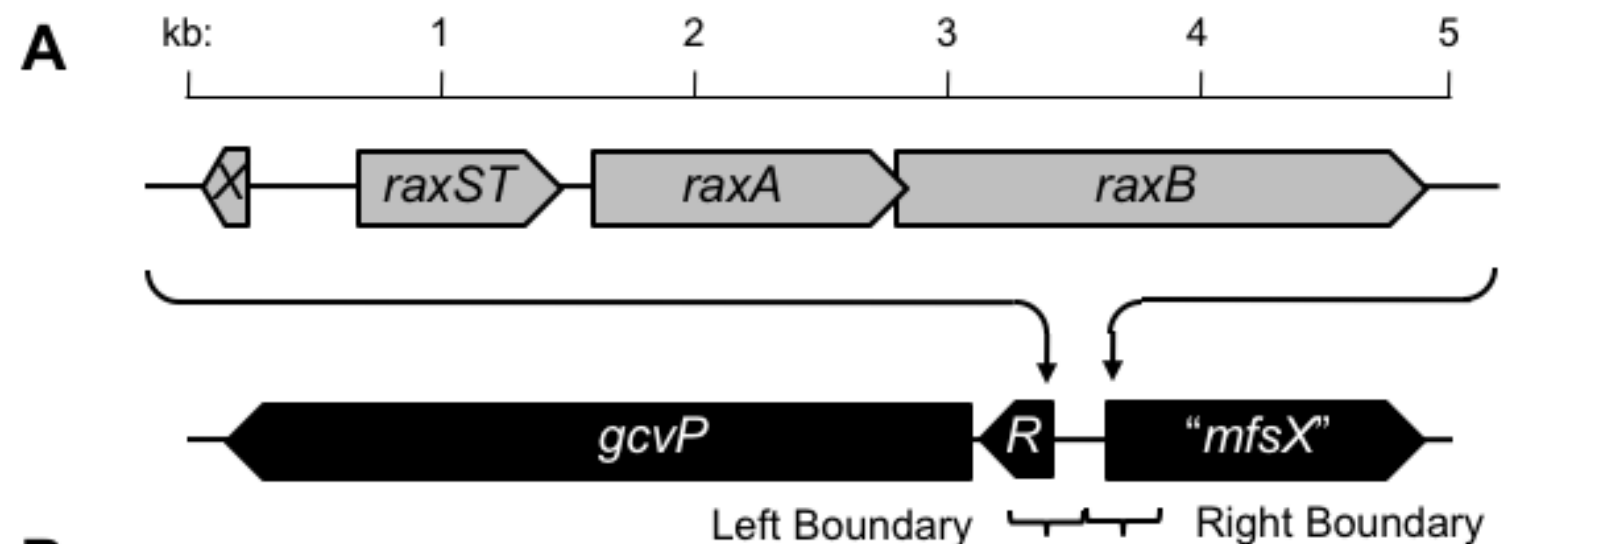 A
kb: 1 2 3 4 5
X raxST raxA raxB
gcvP R “mfsX”
Left Boundary Right Boundary